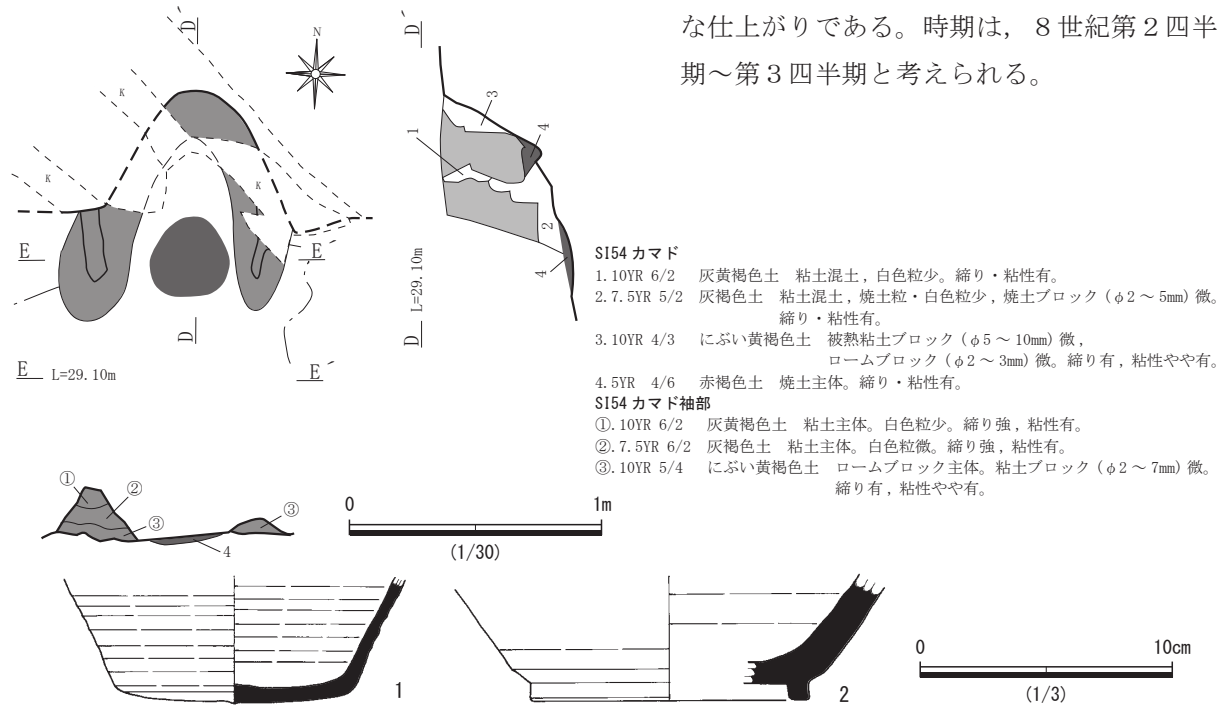 な仕上がりである。時期は，８世紀第２四半
期～第３四半期と考えられる。
D
N
K
K
K
E
E
D
E L=29.10m
E
D
3
1
4
2
4
D L=29.10m
SI54 カマド
1.10YR 6/2 灰黄褐色土 粘土混土，白色粒少。締り・粘性有。
2.7.5YR 5/2 灰褐色土 粘土混土，焼土粒・白色粒少，焼土ブロック（φ2～5mm）微。
締り・粘性有。
3.10YR 4/3 にぶい黄褐色土 被熱粘土ブロック（φ5～10mm）微，
ロームブロック（φ2～3mm）微。締り有，粘性やや有。
4.5YR 4/6 赤褐色土 焼土主体。締り・粘性有。
SI54 カマド袖部
①.10YR 6/2 灰黄褐色土 粘土主体。白色粒少。締り強，粘性有。
②.7.5YR 6/2 灰褐色土 粘土主体。白色粒微。締り強，粘性有。
③.10YR 5/4 にぶい黄褐色土 ロームブロック主体。粘土ブロック（φ2～7mm）微。
締り有，粘性やや有。
①
②
③
③
4
0 1m
(1/30)
1
2
0 10cm
(1/3)